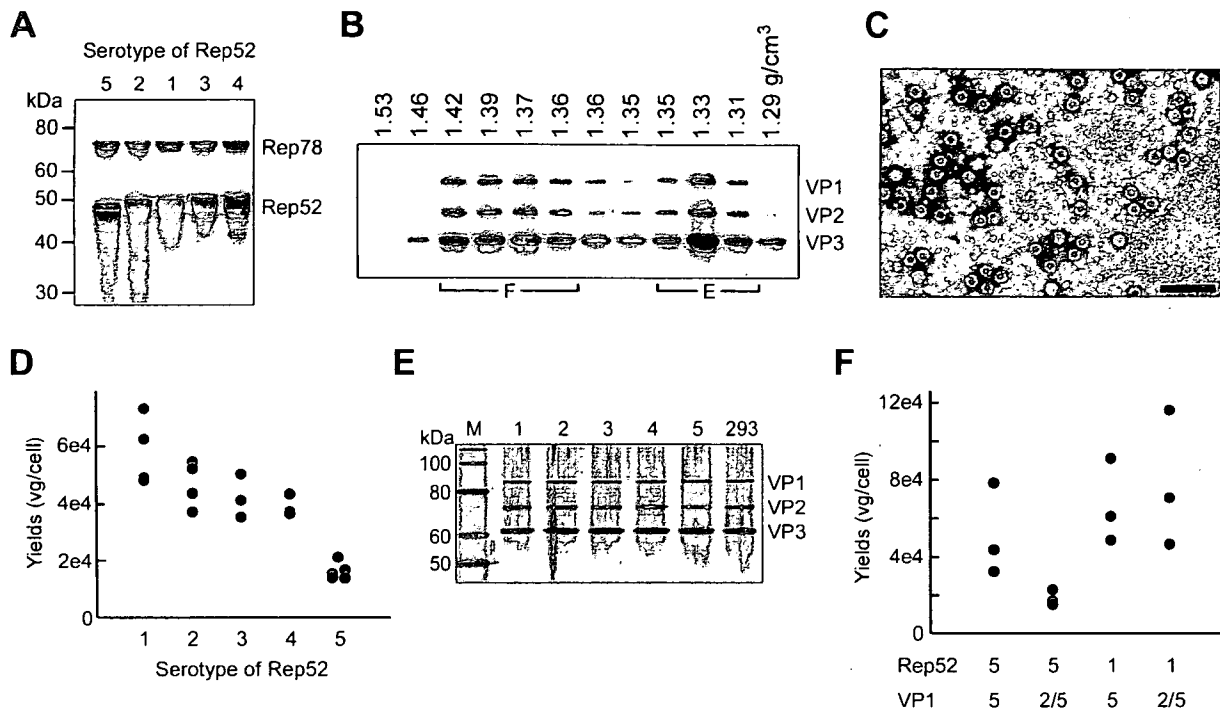 A
Serotype of Rep52
5 2 1 3 4
kDa
80
60
50
40
30
Rep78
Rep52
B
1.53 1.46 1.42 1.39 1.37 1.36 1.36 1.35 1.35 1.33 1.31 1.29 g/cm3
VP1
VP2
VP3
F E
C
D
Yields (vg/cell)
6e4
4e4
2e4
0
1 2 3 4 5
Serotype of Rep52
E
kDa M 1 2 3 4 5 293
100
80
60
50
VP1
VP2
VP3
F
Yields (vg/cell)
12e4
8e4
4e4
0
Rep52 5 5 1 1
VP1 5 2/5 5 2/5